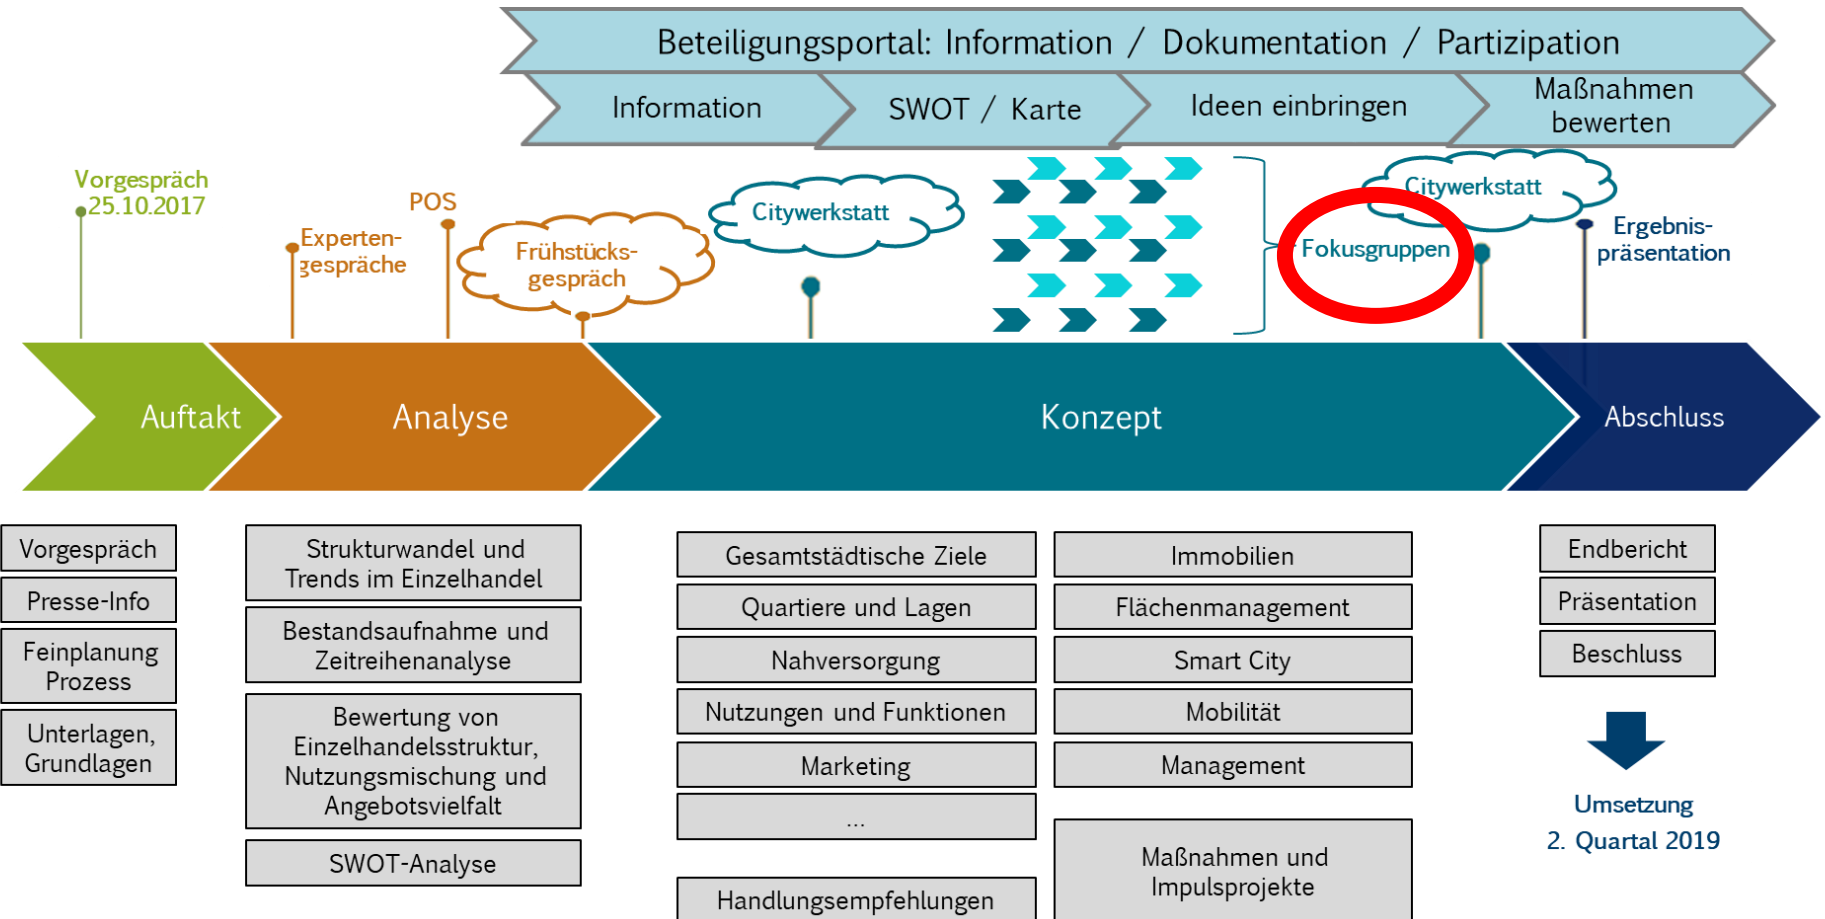 Beteiligungsportal: Information / Dokumentation / Partizipation
Information
SWOT / Karte
Ideen einbringen
Maßnahmen
bewerten
Vorgespräch
25.10.2017
Experten-
gespräche
POS
Frühstücks-
gespräch
Citywerkstatt
Fokusgruppen
Citywerkstatt
Ergebnis-
präsentation
Auftakt
Analyse
Konzept
Abschluss
Vorgespräch
Presse-Info
Feinplanung
Prozess
Unterlagen,
Grundlagen
Strukturwandel und
Trends im Einzelhandel
Bestandsaufnahme und
Zeitreihenanalyse
Bewertung von
Einzelhandelsstruktur,
Nutzungsmischung und
Angebotsvielfalt
SWOT-Analyse
Gesamtstädtische Ziele
Quartiere und Lagen
Nahversorgung
Nutzungen und Funktionen
Marketing
...
Handlungsempfehlungen
Immobilien
Flächenmanagement
Smart City
Mobilität
Management
Maßnahmen und
Impulsprojekte
Endbericht
Präsentation
Beschluss
Umsetzung
2. Quartal 2019